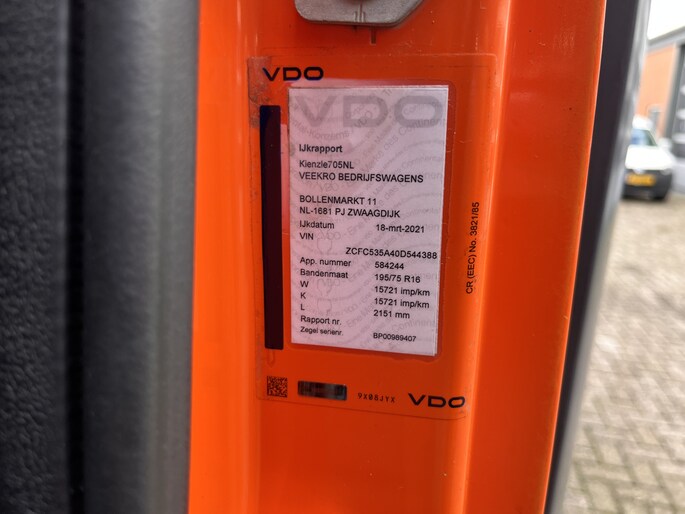 VDO
VDO
IJkrapport
Kienzle705NL
VEEKRO BEDRIJFSWAGENS
BOLLENMARKT 11
NL-1681 PJ ZWAAGDIJK
IJkdatum 18-mrt-2021
VIN
ZCFC535A40D544388
App. nummer 584244
Bandenmaat 195/75 R16
W 15721 imp/km
K 15721 imp/km
L 2151 mm
Rapport nr.
Zegel serienr. BP00989407
CR (EEC) No. 3821/85
9X08JYX
VDO